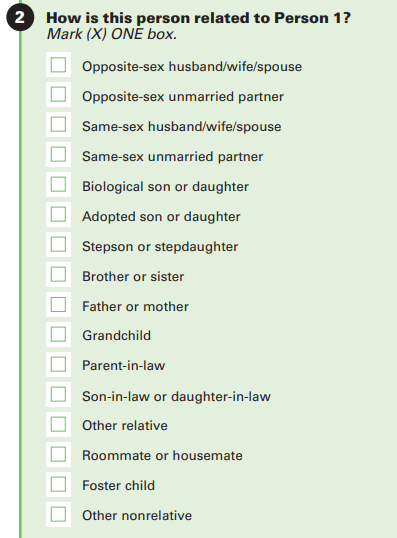 2 How is this person related to Person 1?
Mark (X) ONE box.
Opposite-sex husband/wife/spouse
Opposite-sex unmarried partner
Same-sex husband/wife/spouse
Same-sex unmarried partner
Biological son or daughter
Adopted son or daughter
Stepson or stepdaughter
Brother or sister
Father or mother
Grandchild
Parent-in-law
Son-in-law or daughter-in-law
Other relative
Roommate or housemate
Foster child
Other nonrelative